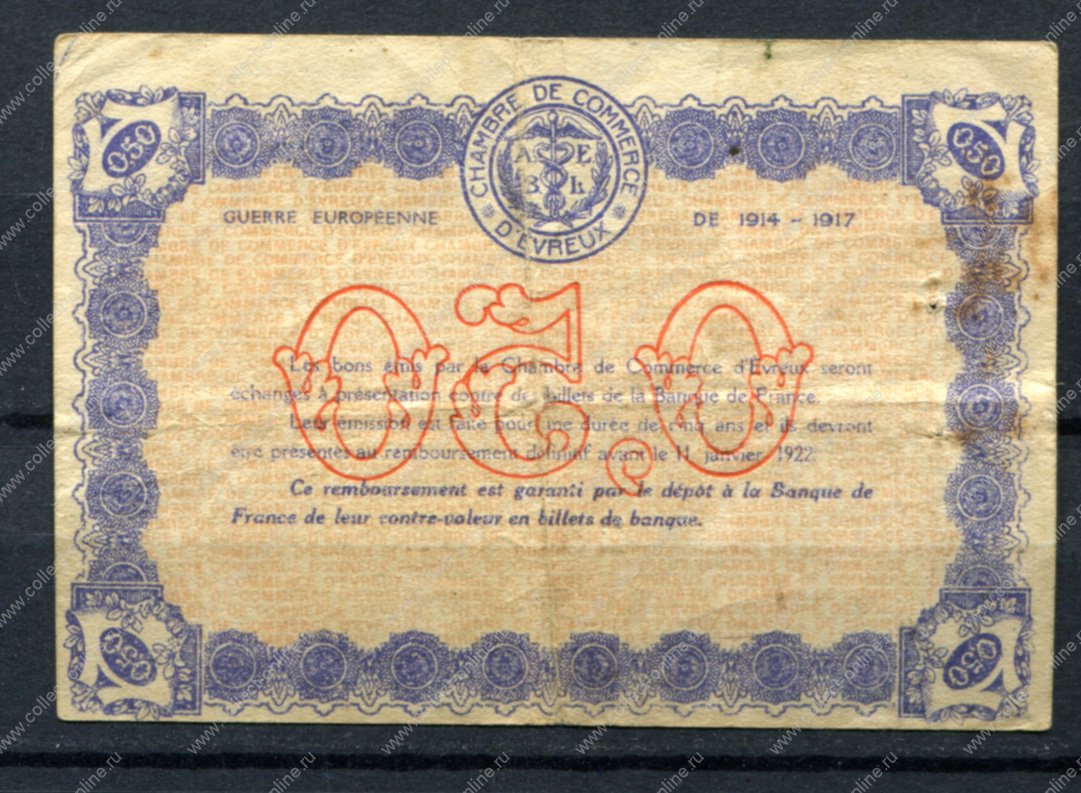 CHAMBRE DE COMMERCE
D'EVREUX
A E
B L
0,50 0,50
GUERRE EUROPÉENNE DE 1914 - 1917
05,0
Les bons émis par la Chambre de Commerce d'Evreux seront
échangés à présentation contre des billets de la Banque de France.
Leur émission est faite pour une durée de cinq ans et ils devront
être présentés au remboursement définitif avant le 11 janvier 1922
Ce remboursement est garanti par le dépôt à la Banque de
France de leur contre-valeur en billets de banque.
0,50 0,50